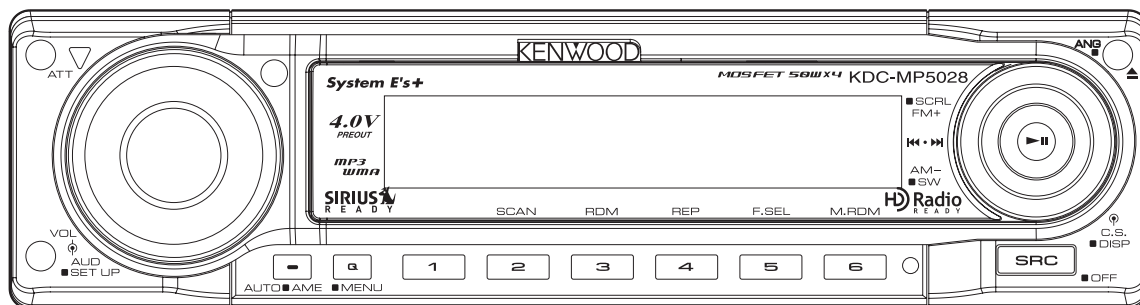 KENWOOD
ANG
ATT
System E's+
MOSFET 50W×4 KDC-MP5028
SCRL
FM+
4.0V
PREOUT
MP3
WMA
AM−
SW
SIRIUS
READY
HD Radio
READY
SCAN RDM REP F.SEL M.RDM
VOL
AUD
SET UP
C.S.
DISP
Q 1 2 3 4 5 6
SRC
AUTO AME MENU
OFF